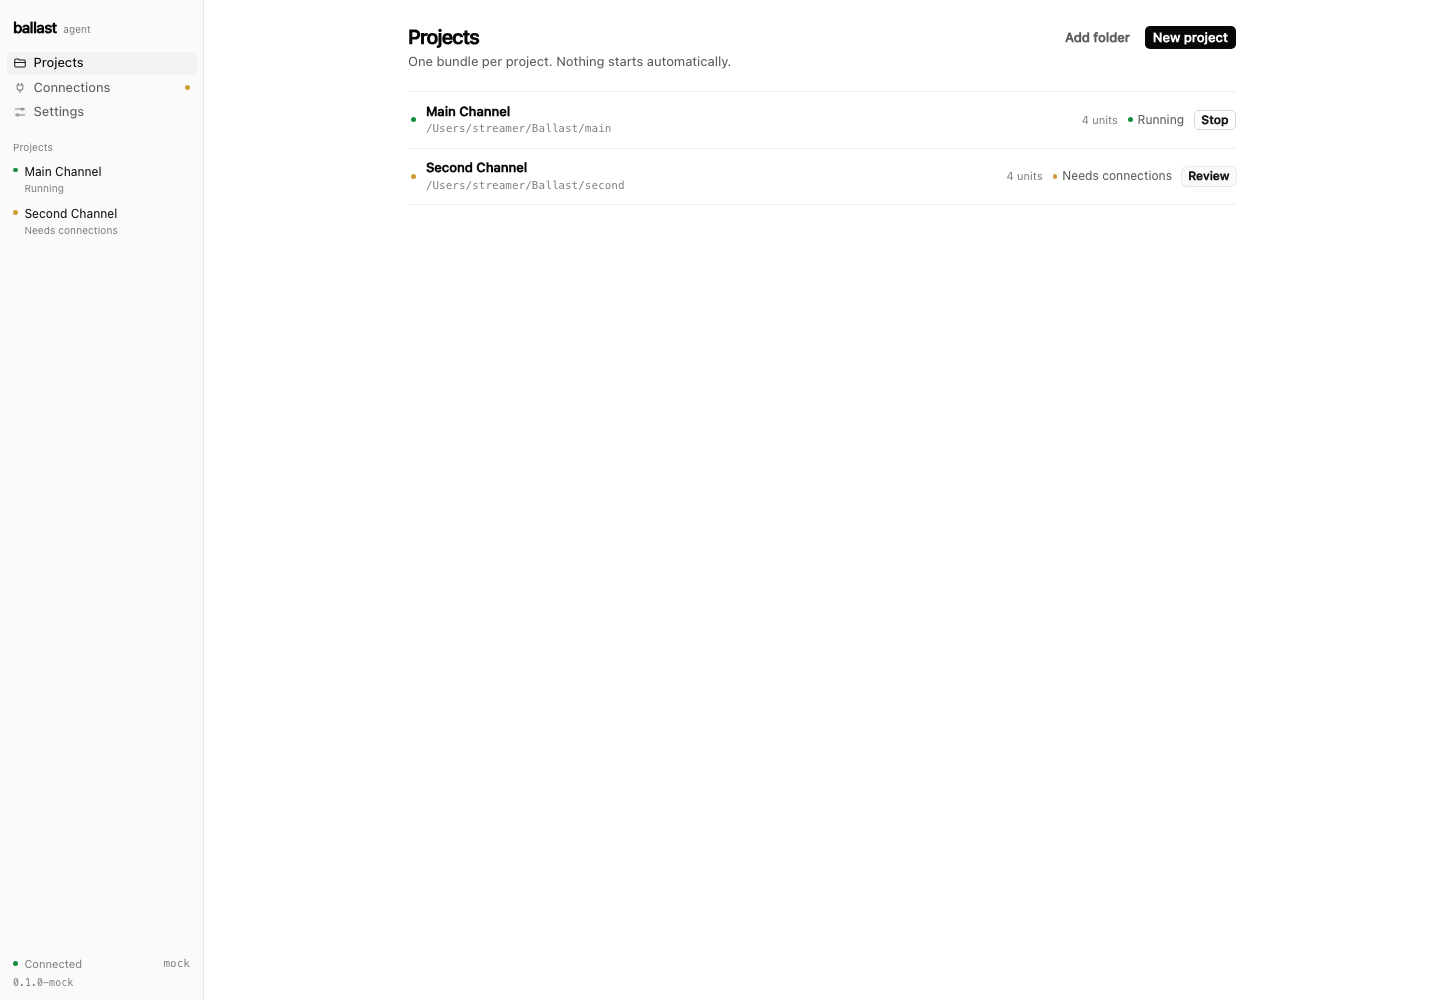 ballast agent
Projects
Connections
Settings
Projects
Main Channel
Running
Second Channel
Needs connections
Connected mock
0.1.0-mock
Projects
Add folder New project
One bundle per project. Nothing starts automatically.
Main Channel
/Users/streamer/Ballast/main
4 units Running Stop
Second Channel
/Users/streamer/Ballast/second
4 units Needs connections Review